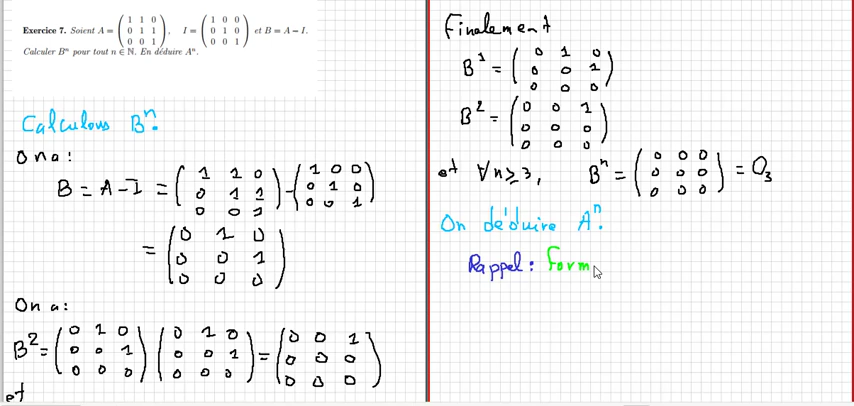 Exercice 7. Soient A = ( 1 1 0 ; 0 1 1 ; 0 0 1 ), I = ( 1 0 0 ; 0 1 0 ; 0 0 1 ) et B = A − I.
Calculer Bⁿ pour tout n ∈ ℕ. En déduire Aⁿ.
Calculous Bⁿ:
On a:
B = A − I = ( 1 1 0 ; 0 1 1 ; 0 0 1 ) − ( 1 0 0 ; 0 1 0 ; 0 0 1 )
= ( 0 1 0 ; 0 0 1 ; 0 0 0 )
On a:
B² = ( 0 1 0 ; 0 0 1 ; 0 0 0 ) ( 0 1 0 ; 0 0 1 ; 0 0 0 ) = ( 0 0 1 ; 0 0 0 ; 0 0 0 )
et
Finalement
B¹ = ( 0 1 0 ; 0 0 1 ; 0 0 0 )
B² = ( 0 0 1 ; 0 0 0 ; 0 0 0 )
et ∀n ≥ 3, Bⁿ = ( 0 0 0 ; 0 0 0 ; 0 0 0 ) = O₃
On déduire Aⁿ:
Rappel: Form